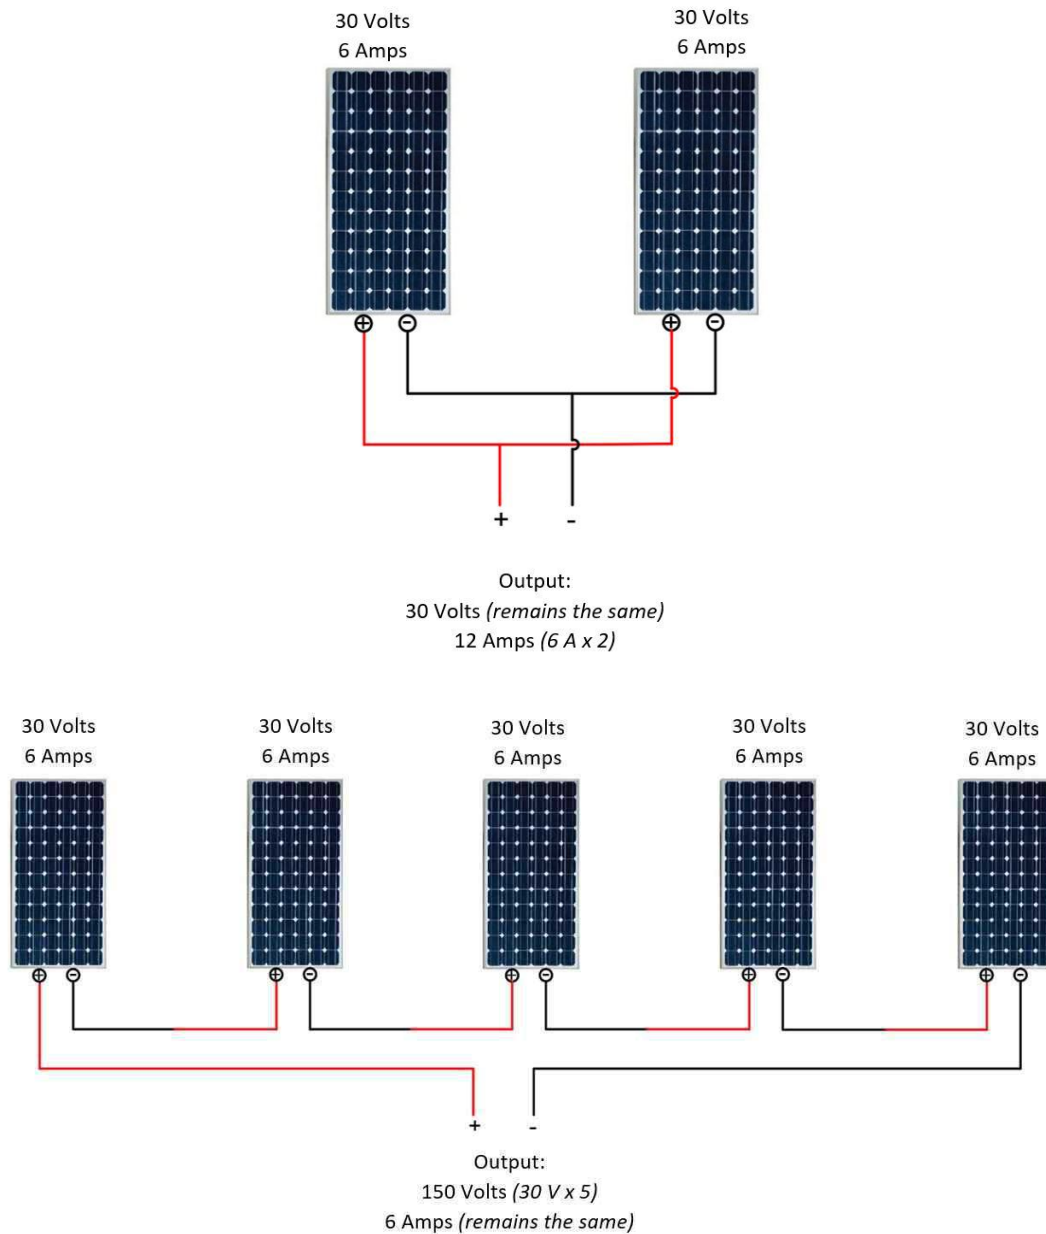 30 Volts
6 Amps
30 Volts
6 Amps
+ -
+ -
+ -
Output:
30 Volts (remains the same)
12 Amps (6 A x 2)
30 Volts
6 Amps
30 Volts
6 Amps
30 Volts
6 Amps
30 Volts
6 Amps
30 Volts
6 Amps
+ -
+ -
+ -
+ -
+ -
+ -
Output:
150 Volts (30 V x 5)
6 Amps (remains the same)